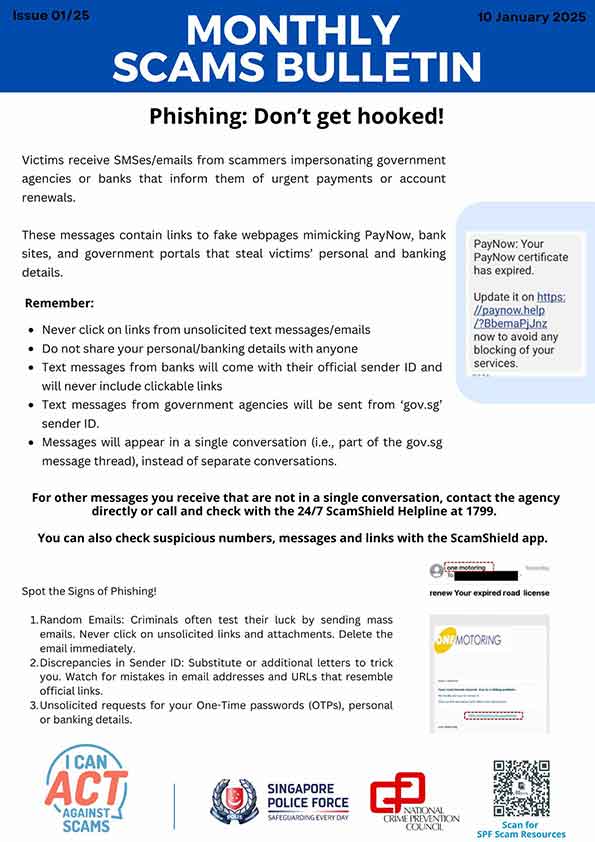 Issue 01/25
10 January 2025
MONTHLY
SCAMS BULLETIN
Phishing: Don’t get hooked!
Victims receive SMSes/emails from scammers impersonating government
agencies or banks that inform them of urgent payments or account
renewals.
These messages contain links to fake webpages mimicking PayNow, bank
sites, and government portals that steal victims’ personal and banking
details.
PayNow: Your
PayNow certificate
has expired.
Update it on https:
//paynow.help
/?BbemaPjJnz
now to avoid any
blocking of your
services.
Remember:
• Never click on links from unsolicited text messages/emails
• Do not share your personal/banking details with anyone
• Text messages from banks will come with their official sender ID and
will never include clickable links
• Text messages from government agencies will be sent from ‘gov.sg’
sender ID.
• Messages will appear in a single conversation (i.e., part of the gov.sg
message thread), instead of separate conversations.
For other messages you receive that are not in a single conversation, contact the agency
directly or call and check with the 24/7 ScamShield Helpline at 1799.
You can also check suspicious numbers, messages and links with the ScamShield app.
Spot the Signs of Phishing!
1. Random Emails: Criminals often test their luck by sending mass
emails. Never click on unsolicited links and attachments. Delete the
email immediately.
2. Discrepancies in Sender ID: Substitute or additional letters to trick
you. Watch for mistakes in email addresses and URLs that resemble
official links.
3. Unsolicited requests for your One-Time passwords (OTPs), personal
or banking details.
one motoring
Yesterday
To
renew Your expired road license
ONEMOTORING
I CAN
ACT
AGAINST
SCAMS
POLIS
SINGAPORE
POLICE FORCE
SAFEGUARDING EVERY DAY
NATIONAL
CRIME PREVENTION
COUNCIL
Scan for
SPF Scam Resources